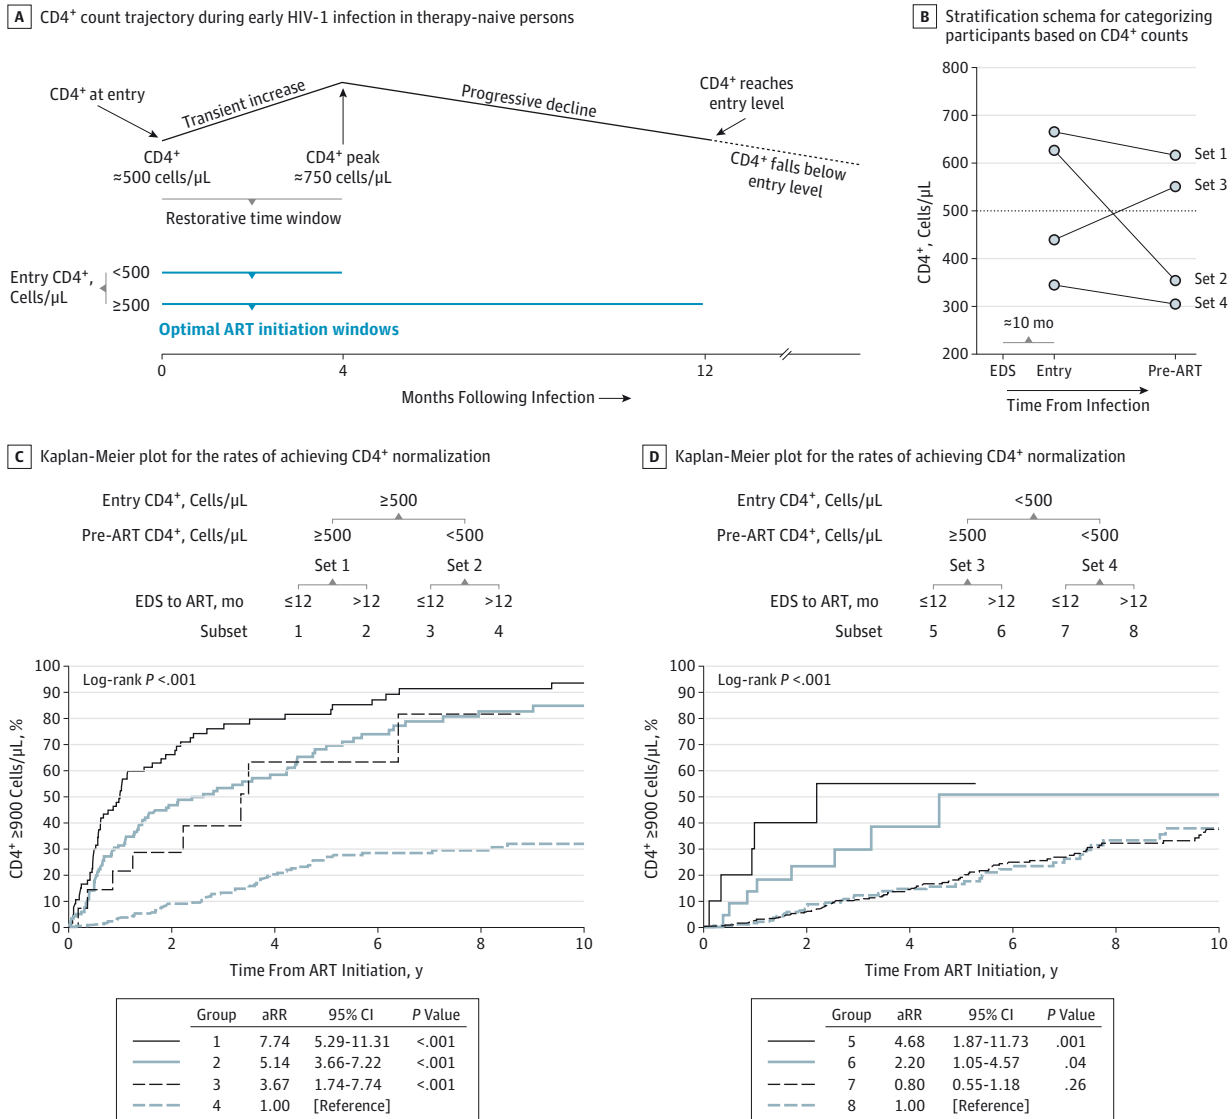 A CD4+ count trajectory during early HIV-1 infection in therapy-naive persons
CD4+ at entry
Transient increase
Progressive decline
CD4+ reaches
entry level
CD4+
≈500 cells/µL
CD4+ peak
≈750 cells/µL
CD4+ falls below
entry level
Restorative time window
Entry CD4+,
Cells/µL
<500
≥500
Optimal ART initiation windows
0 4 12
Months Following Infection
B Stratification schema for categorizing
participants based on CD4+ counts
CD4+, Cells/µL
800
700
600
500
400
300
200
Set 1
Set 3
Set 2
Set 4
≈10 mo
EDS Entry Pre-ART
Time From Infection
C Kaplan-Meier plot for the rates of achieving CD4+ normalization
Entry CD4+, Cells/µL ≥500
Pre-ART CD4+, Cells/µL ≥500 <500
Set 1 Set 2
EDS to ART, mo ≤12 >12 ≤12 >12
Subset 1 2 3 4
CD4+ ≥900 Cells/µL, %
100
90
80
70
60
50
40
30
20
10
0
Log-rank P <.001
0 2 4 6 8 10
Time From ART Initiation, y
Group aRR 95% CI P Value
1 7.74 5.29-11.31 <.001
2 5.14 3.66-7.22 <.001
3 3.67 1.74-7.74 <.001
4 1.00 [Reference]
D Kaplan-Meier plot for the rates of achieving CD4+ normalization
Entry CD4+, Cells/µL <500
Pre-ART CD4+, Cells/µL ≥500 <500
Set 3 Set 4
EDS to ART, mo ≤12 >12 ≤12 >12
Subset 5 6 7 8
CD4+ ≥900 Cells/µL, %
100
90
80
70
60
50
40
30
20
10
0
Log-rank P <.001
0 2 4 6 8 10
Time From ART Initiation, y
Group aRR 95% CI P Value
5 4.68 1.87-11.73 .001
6 2.20 1.05-4.57 .04
7 0.80 0.55-1.18 .26
8 1.00 [Reference]